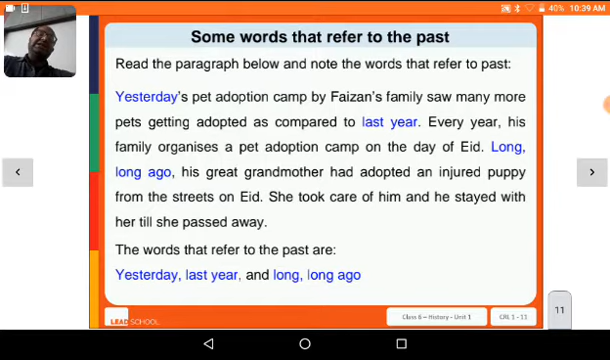 40% 10:39 AM
Some words that refer to the past
Read the paragraph below and note the words that refer to past:
Yesterday's pet adoption camp by Faizan's family saw many more
pets getting adopted as compared to last year. Every year, his
family organises a pet adoption camp on the day of Eid. Long,
long ago, his great grandmother had adopted an injured puppy
from the streets on Eid. She took care of him and he stayed with
her till she passed away.
The words that refer to the past are:
Yesterday, last year, and long, long ago
LEAD SCHOOL
Class 6 – History - Unit 1
CRL 1 - 11
11